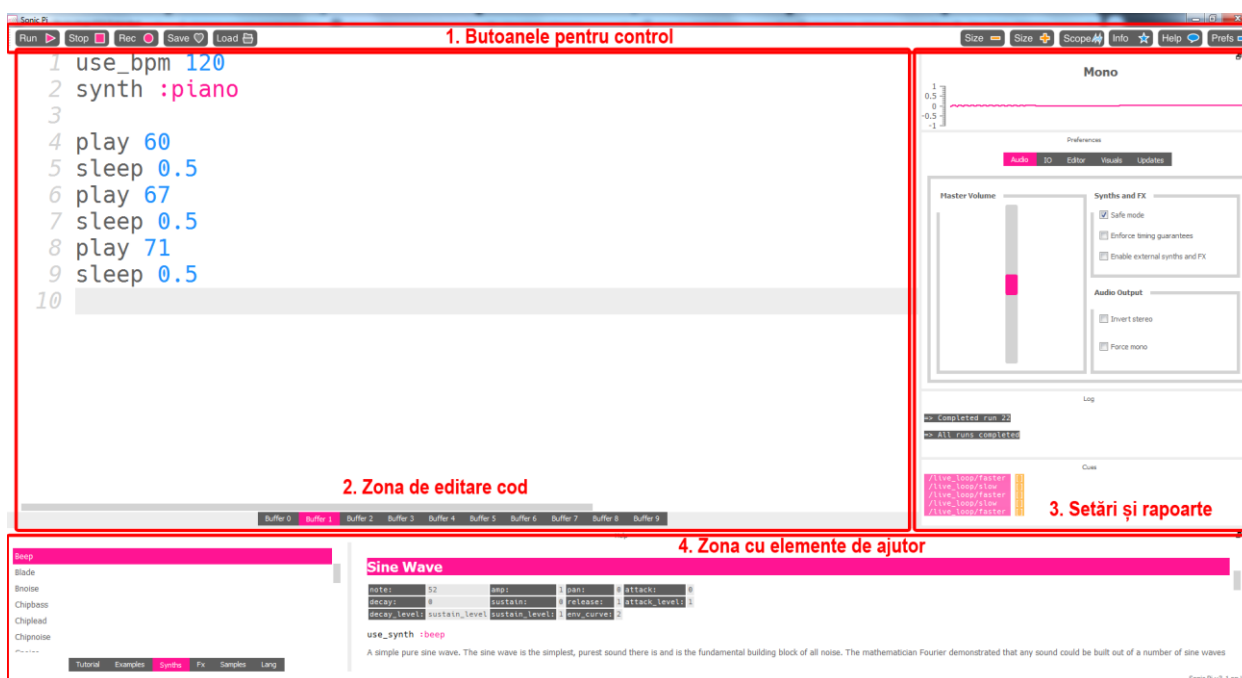 Sonic Pi
Run Stop Rec Save Load 1. Butoanele pentru control Size Size Scope Info Help Prefs
1 use_bpm 120
2 synth :piano
3
4 play 60
5 sleep 0.5
6 play 67
7 sleep 0.5
8 play 71
9 sleep 0.5
10
2. Zona de editare cod
Buffer 0 Buffer 1 Buffer 2 Buffer 3 Buffer 4 Buffer 5 Buffer 6 Buffer 7 Buffer 8 Buffer 9
Mono
1
0.5
0
-0.5
-1
Preferences
Audio IO Editor Visuals Updates
Master Volume
Synths and FX
Safe mode
Enforce timing guarantees
Enable external synths and FX
Audio Output
Invert stereo
Force mono
Log
=> Completed run 22
=> All runs completed
Cues
/live_loop/faster
/live_loop/slow
/live_loop/faster
/live_loop/slow
/live_loop/faster
3. Setări și rapoarte
4. Zona cu elemente de ajutor
Beep
Blade
Bnoise
Chipbass
Chiplead
Chipnoise
Tutorial Examples Synths Fx Samples Lang
Sine Wave
note: 52 amp: 1 pan: 0 attack: 0
decay: 0 sustain: 0 release: 1 attack_level: 1
decay_level: sustain_level sustain_level: 1 env_curve: 2
use_synth :beep
A simple pure sine wave. The sine wave is the simplest, purest sound there is and is the fundamental building block of all noise. The mathematician Fourier demonstrated that any sound could be built out of a number of sine waves